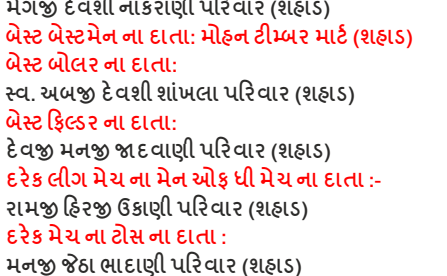 મગજી દેવશી નાકરાણી પરિવાર (શહાડ)
બેસ્ટ બેસ્ટમેન ના દાતા: મોહન ટીમ્બર માર્ટ (શહાડ)
બેસ્ટ બોલર ના દાતા:
સ્વ. અબજી દેવશી શાંખલા પરિવાર (શહાડ)
બેસ્ટ ફિલ્ડર ના દાતા:
દેવજી મનજી જાદવાણી પરિવાર (શહાડ)
દરેક લીગ મેચ ના મેન ઓફ ધી મેચ ના દાતા :-
રામજી હિરજી ઉકાણી પરિવાર (શહાડ)
દરેક મેચ ના ટોસ ના દાતા :
મનજી જેઠા ભાદાણી પરિવાર (શહાડ)